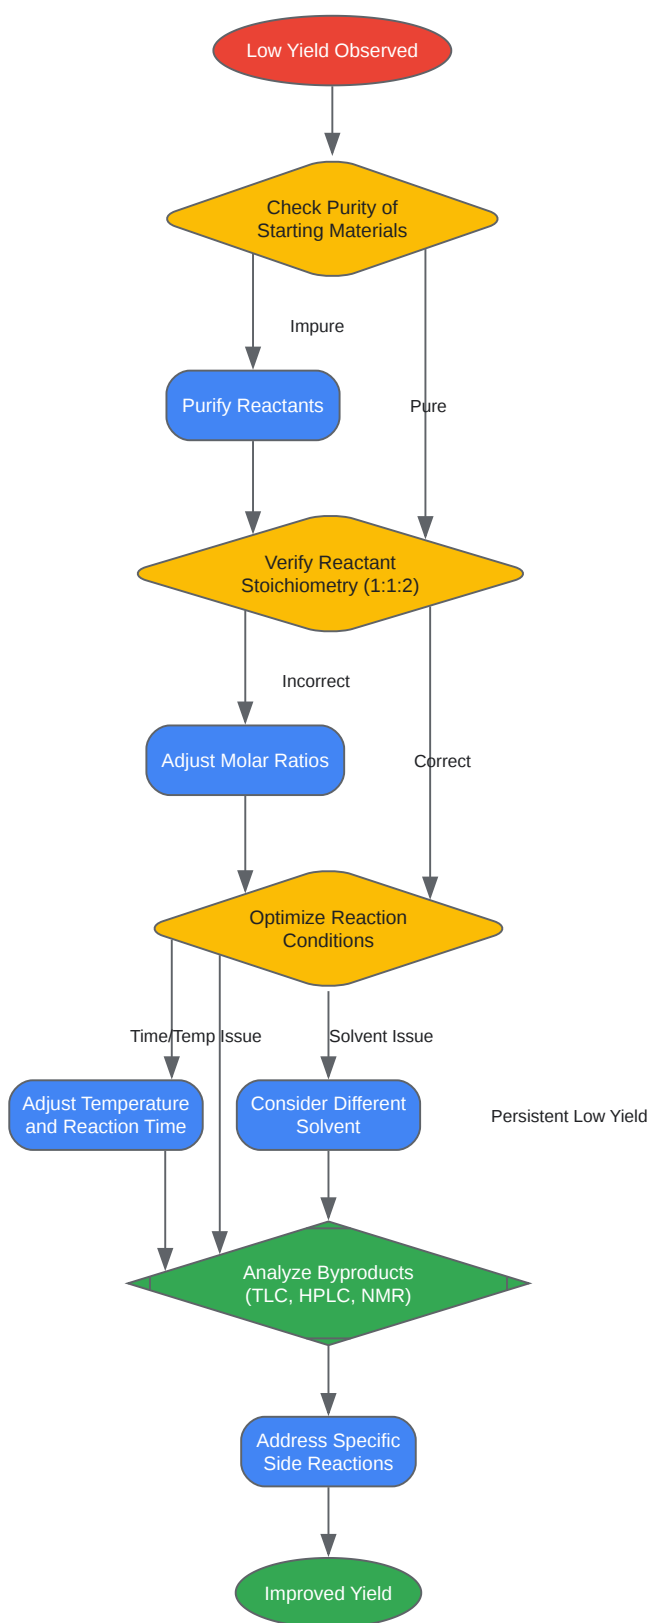 Low Yield Observed
Check Purity of
Starting Materials
Impure
Purify Reactants
Pure
Verify Reactant
Stoichiometry (1:1:2)
Incorrect
Adjust Molar Ratios
Correct
Optimize Reaction
Conditions
Time/Temp Issue
Solvent Issue
Adjust Temperature
and Reaction Time
Consider Different
Solvent
Persistent Low Yield
Analyze Byproducts
(TLC, HPLC, NMR)
Address Specific
Side Reactions
Improved Yield